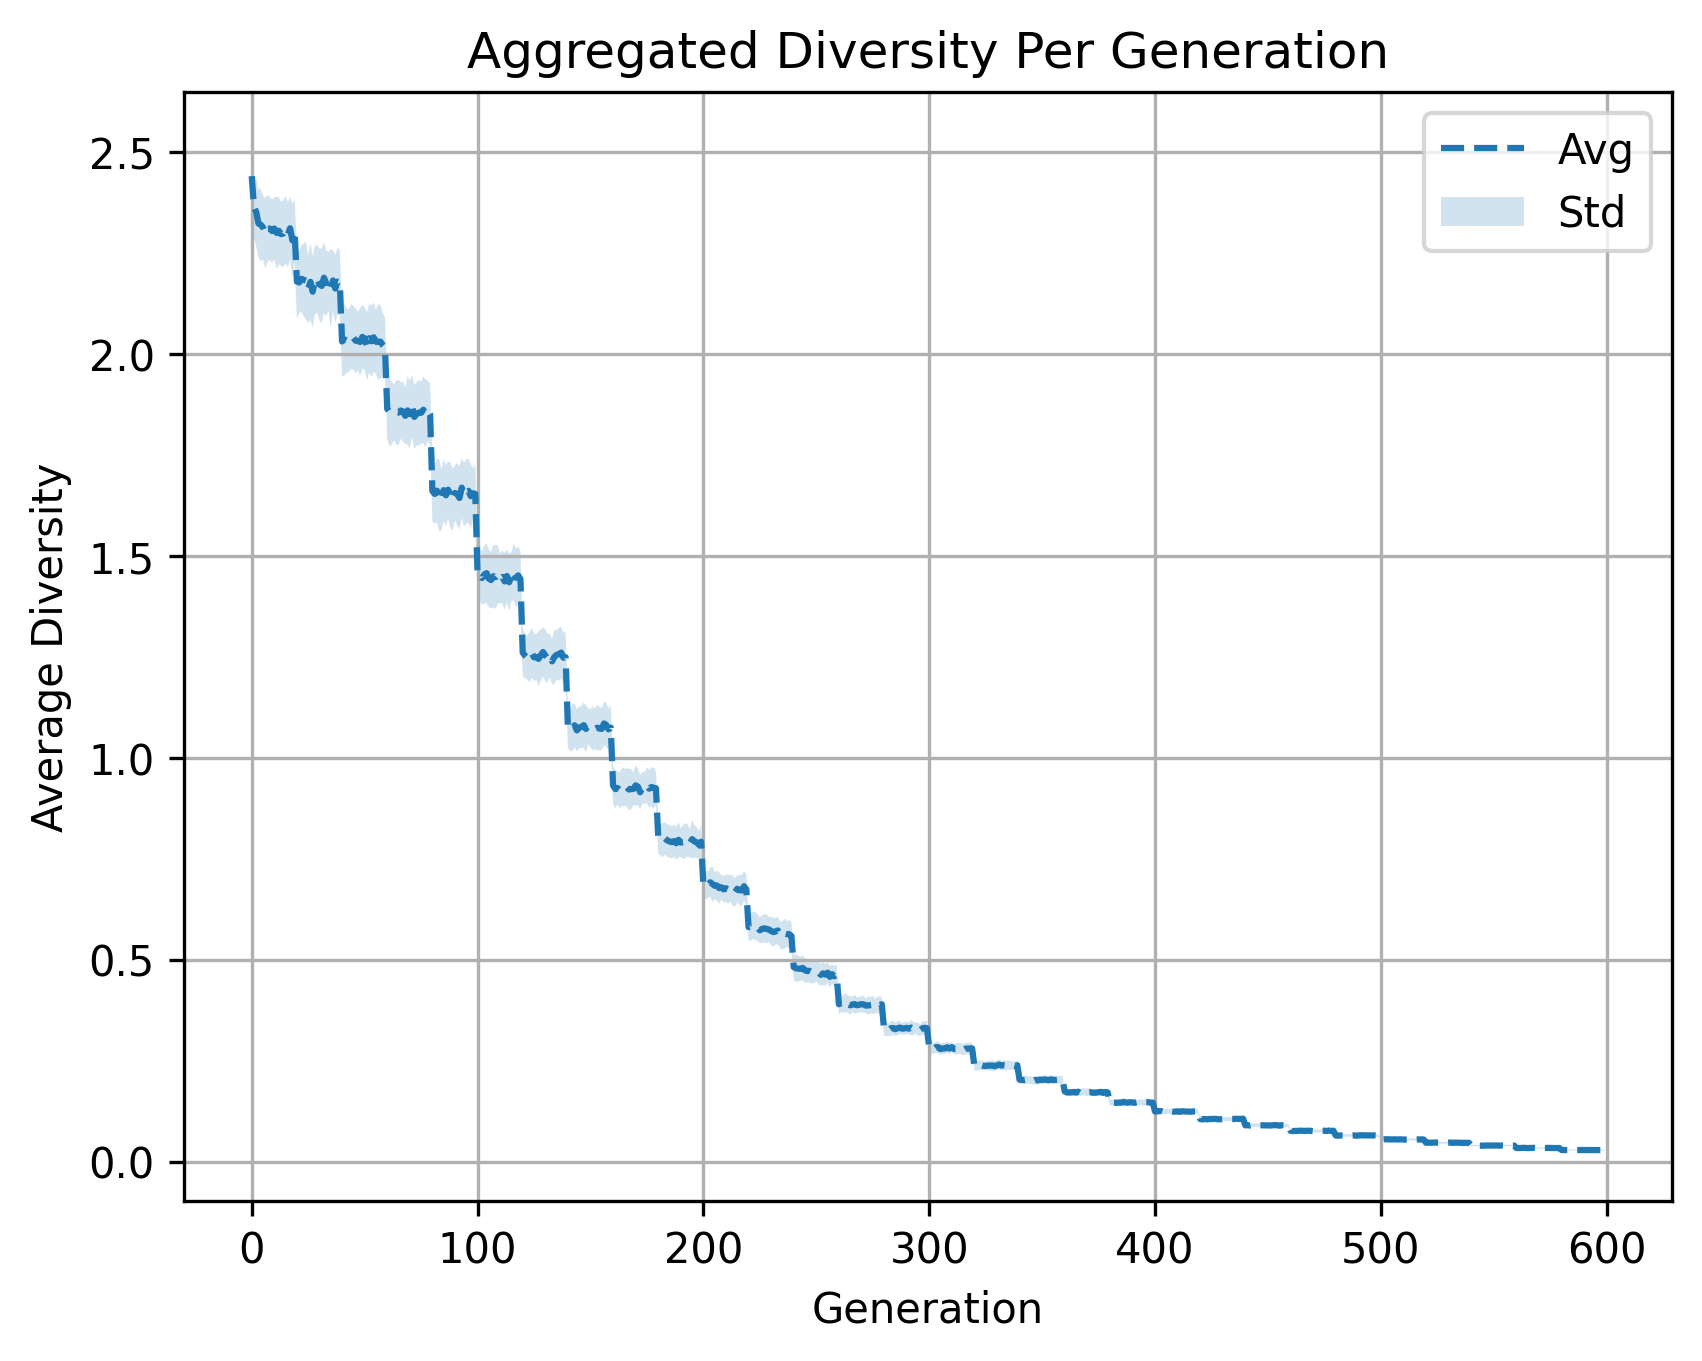 Aggregated Diversity Per Generation
Avg
Std
2.5
2.0
1.5
1.0
0.5
0.0
Average Diversity
0 100 200 300 400 500 600
Generation